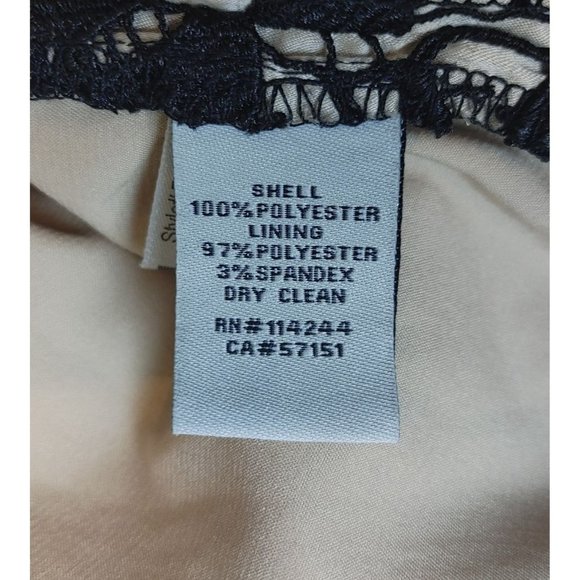 SHELL
100%POLYESTER
LINING
97%POLYESTER
3%SPANDEX
DRY CLEAN
RN#114244
CA#57151